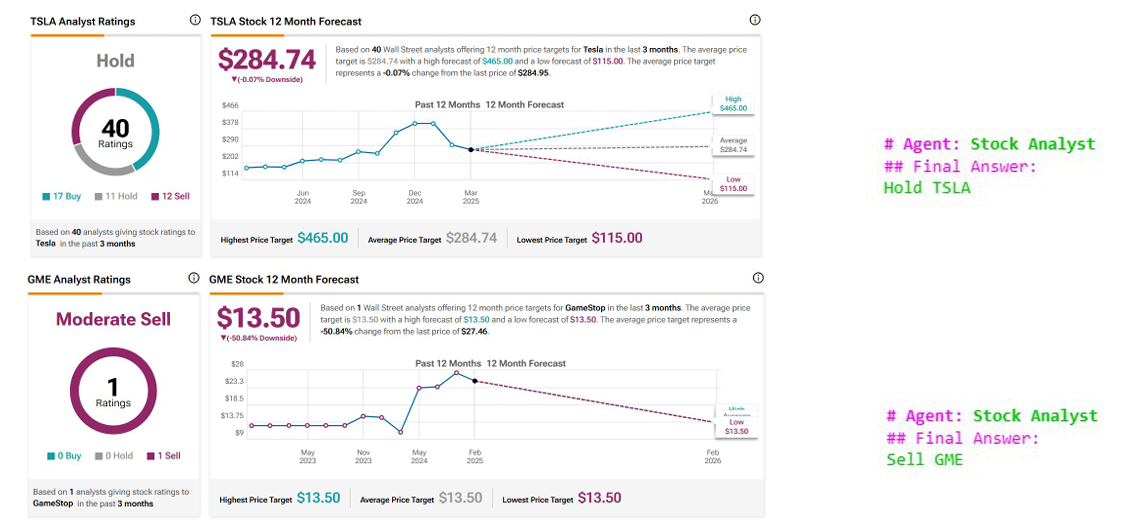 TSLA Analyst Ratings
Hold
40
Ratings
17 Buy 11 Hold 12 Sell
Based on 40 analysts giving stock ratings to
Tesla in the past 3 months
TSLA Stock 12 Month Forecast
$284.74
▼(-0.07% Downside)
Based on 40 Wall Street analysts offering 12 month price targets for Tesla in the last 3 months. The average price
target is $284.74 with a high forecast of $465.00 and a low forecast of $115.00. The average price target
represents a -0.07% change from the last price of $284.95.
Past 12 Months 12 Month Forecast
$466
$378
$290
$202
$114
High
$465.00
Average
$284.74
Low
$115.00
Jun
2024
Sep
2024
Dec
2024
Mar
2025
2026
Highest Price Target $465.00 Average Price Target $284.74 Lowest Price Target $115.00
# Agent: Stock Analyst
## Final Answer:
Hold TSLA
GME Analyst Ratings
Moderate Sell
1
Ratings
0 Buy 0 Hold 1 Sell
Based on 1 analysts giving stock ratings to
GameStop in the past 3 months
GME Stock 12 Month Forecast
$13.50
▼(-50.84% Downside)
Based on 1 Wall Street analysts offering 12 month price targets for GameStop in the last 3 months. The average price
target is $13.50 with a high forecast of $13.50 and a low forecast of $13.50. The average price target represents a
-50.84% change from the last price of $27.46.
Past 12 Months 12 Month Forecast
$28
$23.3
$18.5
$13.75
$9
Low
$13.50
May
2023
Nov
2023
May
2024
Feb
2025
Feb
2026
Highest Price Target $13.50 Average Price Target $13.50 Lowest Price Target $13.50
# Agent: Stock Analyst
## Final Answer:
Sell GME